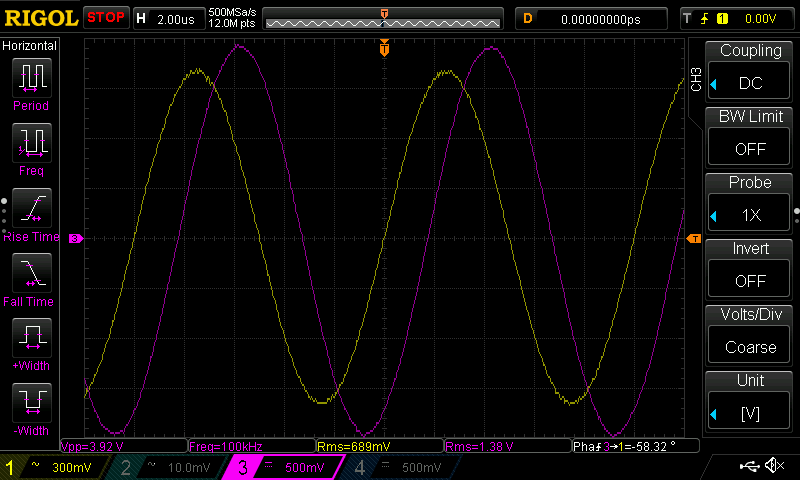 RIGOL STOP H 2.00us 500MSa/s 12.0M pts T D 0.00000000ps T 1 0.00V
Horizontal
Period
Freq
Rise Time
Fall Time
+Width
-Width
T
3
T
CH3
Coupling
DC
BW Limit
OFF
Probe
1X
Invert
OFF
Volts/Div
Coarse
Unit
[V]
Vpp=3.92 V Freq=100kHz Rms=689mV Rms=1.38 V Pha 3→1=-58.32 °
1 ~ 300mV 2 ~ 10.0mV 3 500mV 4 500mV